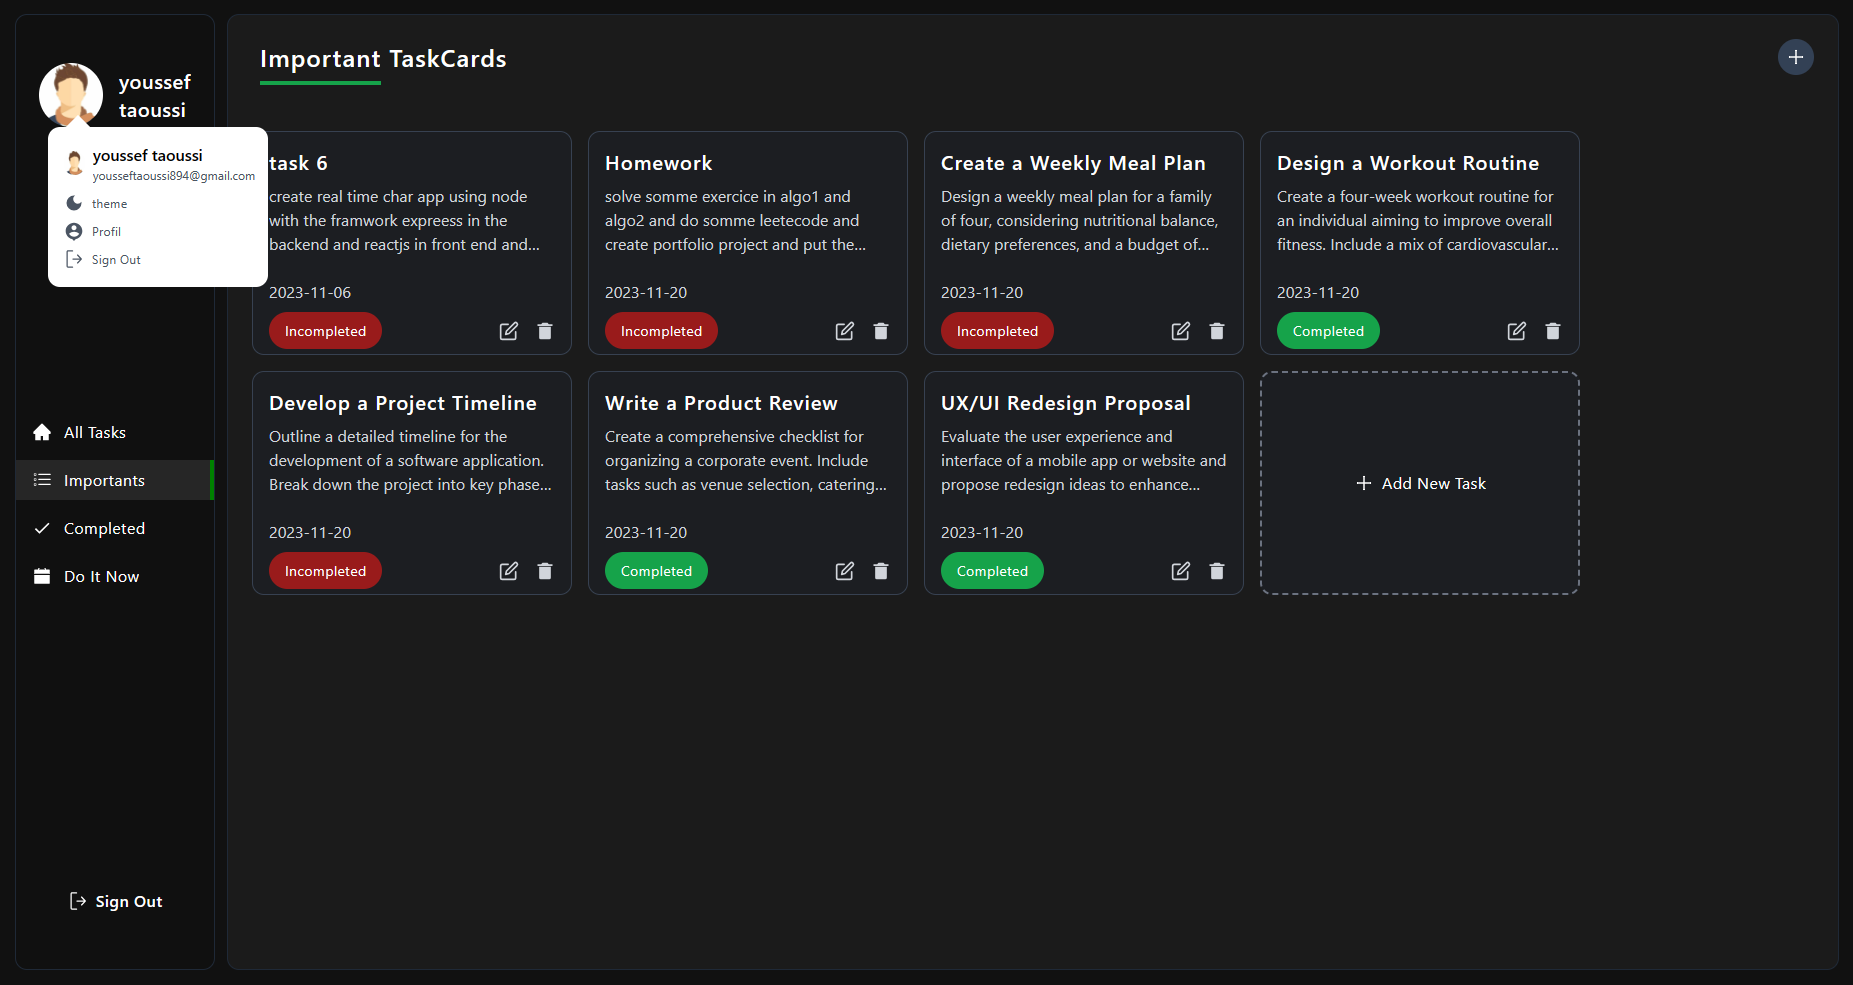 youssef
taoussi
youssef taoussi
yousseftaoussi894@gmail.com
theme
Profil
Sign Out
All Tasks
Importants
Completed
Do It Now
Sign Out
Important TaskCards
task 6
create real time char app using node
with the framwork expreess in the
backend and reactjs in front end and...
2023-11-06
Incompleted
Homework
solve somme exercice in algo1 and
algo2 and do somme leetecode and
create portfolio project and put the...
2023-11-20
Incompleted
Create a Weekly Meal Plan
Design a weekly meal plan for a family
of four, considering nutritional balance,
dietary preferences, and a budget of...
2023-11-20
Incompleted
Design a Workout Routine
Create a four-week workout routine for
an individual aiming to improve overall
fitness. Include a mix of cardiovascular...
2023-11-20
Completed
Develop a Project Timeline
Outline a detailed timeline for the
development of a software application.
Break down the project into key phase...
2023-11-20
Incompleted
Write a Product Review
Create a comprehensive checklist for
organizing a corporate event. Include
tasks such as venue selection, catering...
2023-11-20
Completed
UX/UI Redesign Proposal
Evaluate the user experience and
interface of a mobile app or website and
propose redesign ideas to enhance...
2023-11-20
Completed
Add New Task